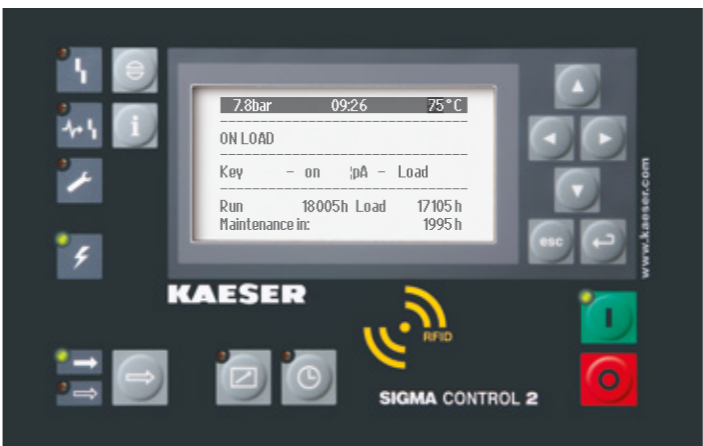 7.8bar 09:26 75°C
ON LOAD
Key - on ¦pA - Load
Run 18005h Load 17105h
Maintenance in: 1995h
i
esc
www.kaeser.com
KAESER
RFID
I
O
SIGMA CONTROL 2